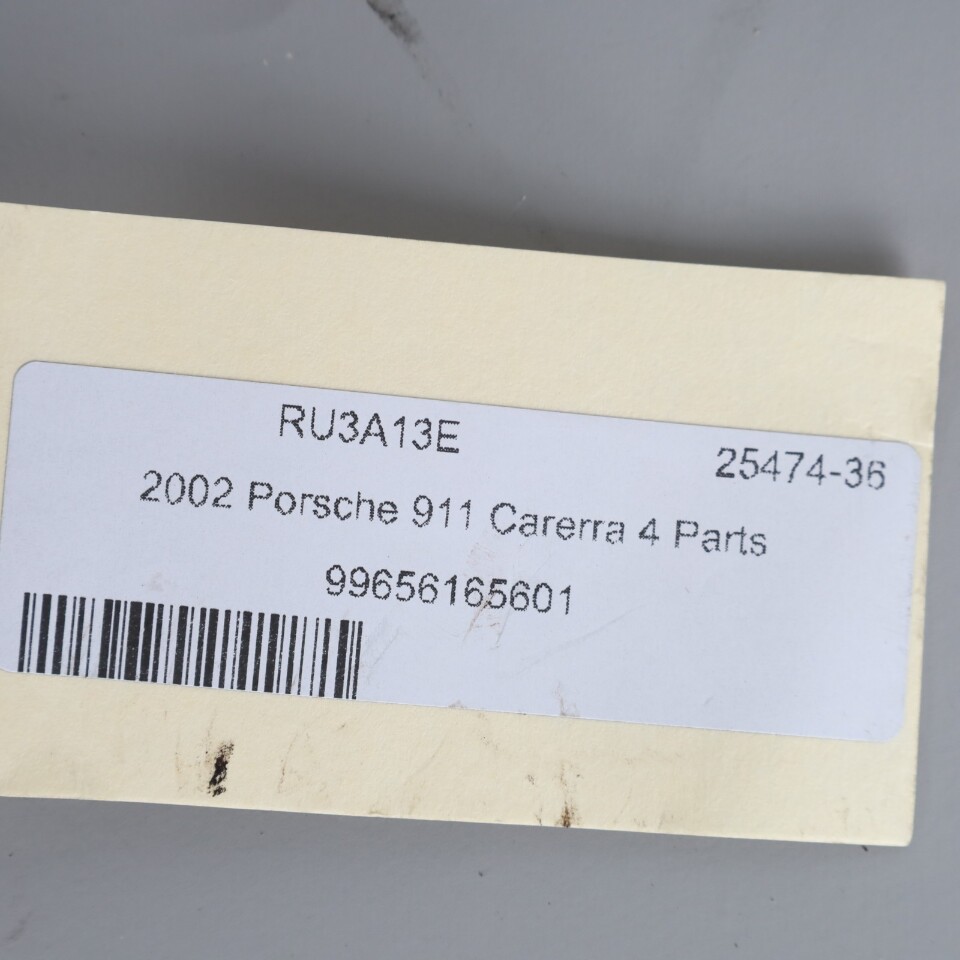 RU3A13E
25474-36
2002 Porsche 911 Carerra 4 Parts
99656165601